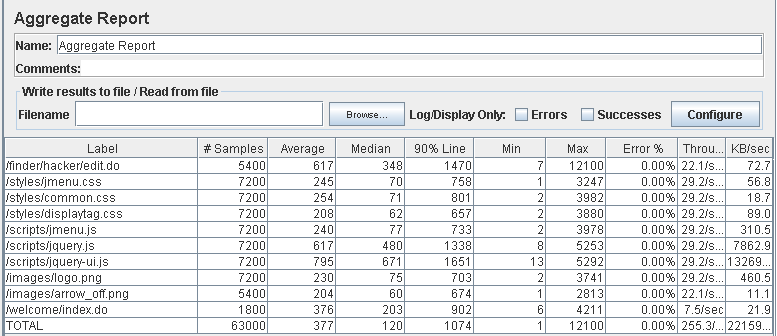 Aggregate Report
Name: Aggregate Report
Comments:
Write results to file / Read from file
Filename Browse... Log/Display Only: Errors Successes Configure
Label # Samples Average Median 90% Line Min Max Error % Throu... KB/sec
/finder/hacker/edit.do 5400 617 348 1470 7 12100 0.00% 22.1/s... 72.7
/styles/jmenu.css 7200 245 70 758 1 3247 0.00% 29.2/s... 56.8
/styles/common.css 7200 254 71 801 2 3982 0.00% 29.2/s... 18.7
/styles/displaytag.css 7200 208 62 657 2 3880 0.00% 29.2/s... 89.0
/scripts/jmenu.js 7200 240 77 733 2 3978 0.00% 29.2/s... 310.5
/scripts/jquery.js 7200 617 480 1338 8 5253 0.00% 29.2/s... 7862.9
/scripts/jquery-ui.js 7200 795 671 1651 13 5292 0.00% 29.2/s... 13269...
/images/logo.png 7200 230 75 703 2 3741 0.00% 29.2/s... 460.5
/images/arrow_off.png 5400 204 60 674 1 2813 0.00% 22.1/s... 11.1
/welcome/index.do 1800 376 203 902 6 4211 0.00% 7.5/sec 21.9
TOTAL 63000 377 120 1074 1 12100 0.00% 255.3/... 22159...